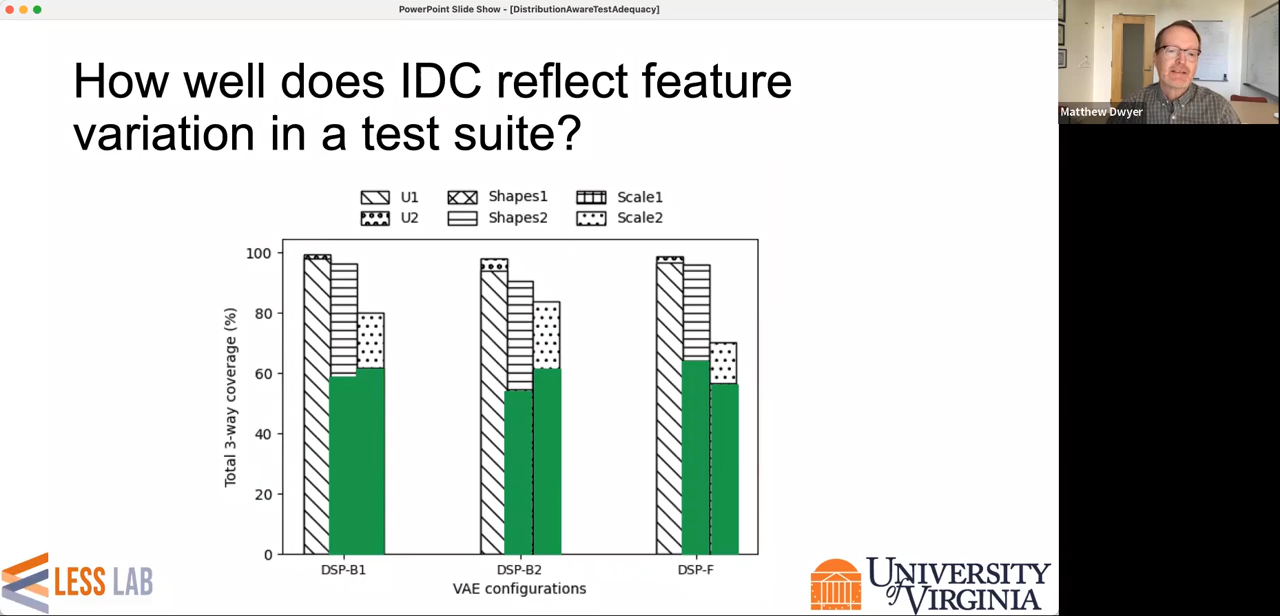 PowerPoint Slide Show - [DistributionAwareTestAdequacy]
How well does IDC reflect feature
variation in a test suite?
Matthew Dwyer
U1 Shapes1 Scale1
U2 Shapes2 Scale2
Total 3-way coverage (%)
100
80
60
40
20
0
DSP-B1 DSP-B2 DSP-F
VAE configurations
LESS LAB
UNIVERSITY
of VIRGINIA